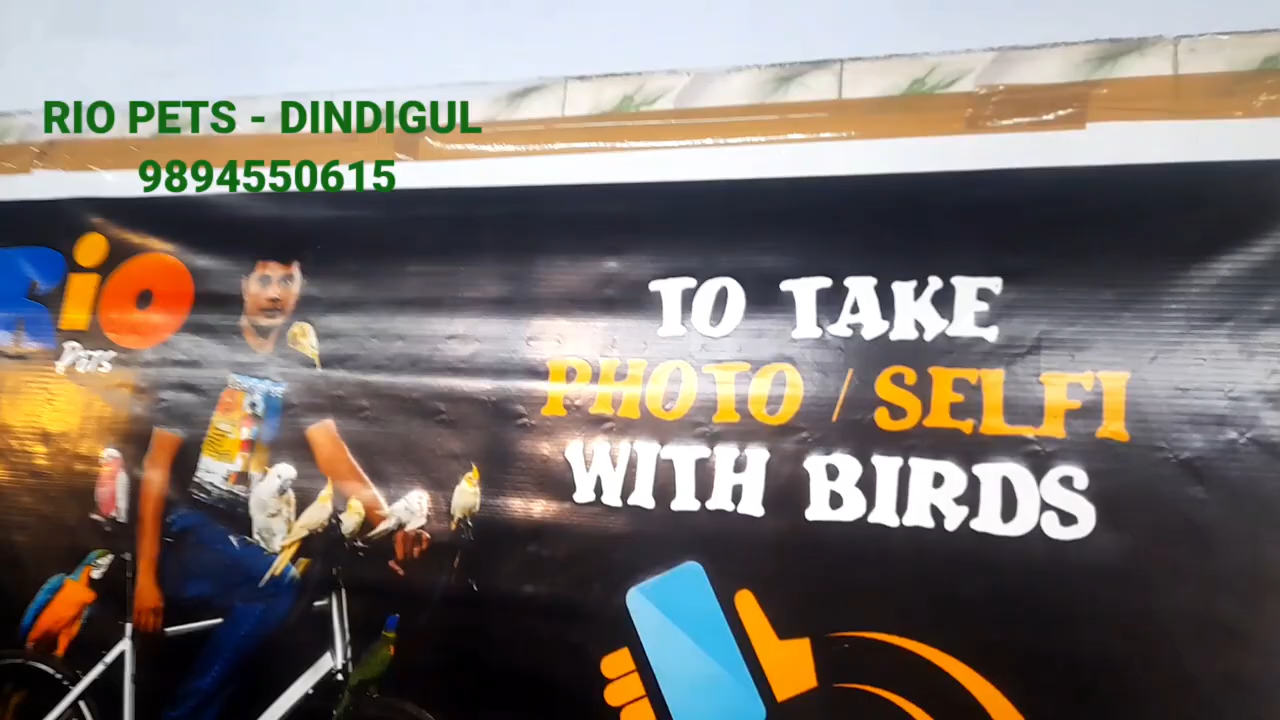 RIO PETS - DINDIGUL
9894550615
Rio
Pets
TO TAKE
PHOTO / SELFI
WITH BIRDS